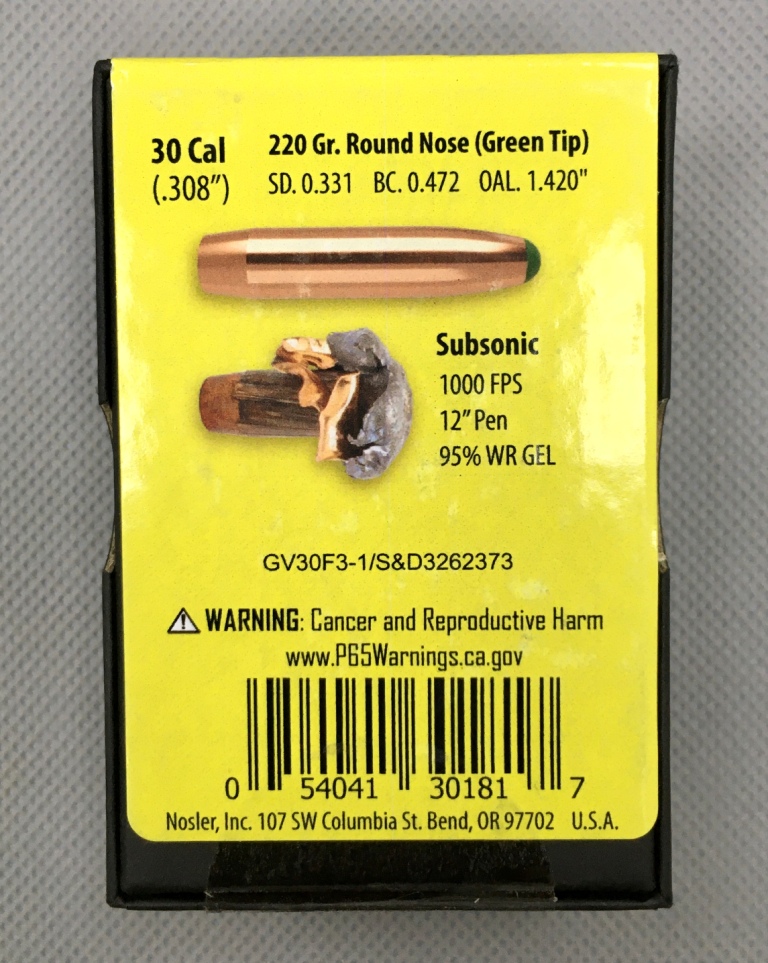 30 Cal 220 Gr. Round Nose (Green Tip)
(.308") SD. 0.331 BC. 0.472 OAL. 1.420"
Subsonic
1000 FPS
12" Pen
95% WR GEL
GV30F3-1/S&D3262373
WARNING: Cancer and Reproductive Harm
www.P65Warnings.ca.gov
0 54041 30181 7
Nosler, Inc. 107 SW Columbia St. Bend, OR 97702 U.S.A.